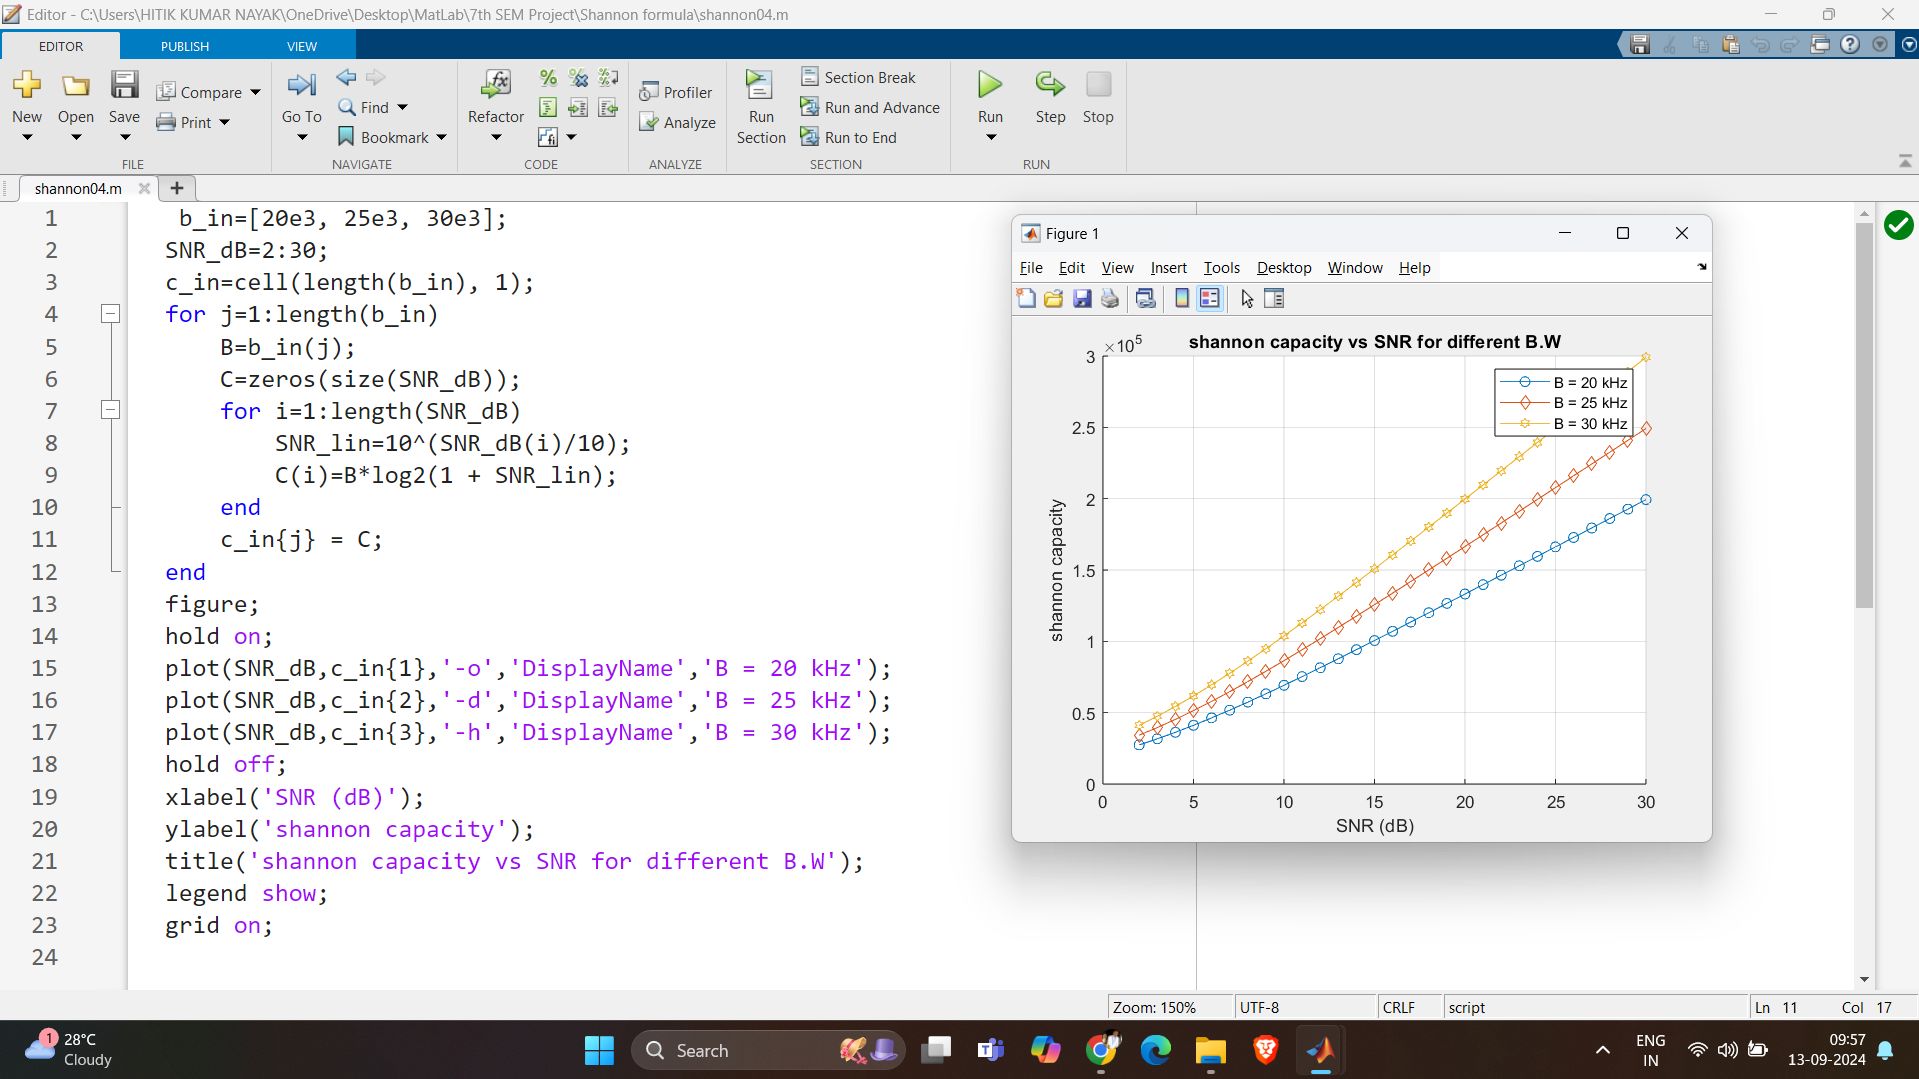 Editor - C:\Users\HITIK KUMAR NAYAK\OneDrive\Desktop\MatLab\7th SEM Project\Shannon formula\shannon04.m
EDITOR PUBLISH VIEW
New Open Save Compare Print
FILE
Go To Find Bookmark
NAVIGATE
Refactor
CODE
Profiler
Analyze
ANALYZE
Run Section
Section Break
Run and Advance
Run to End
SECTION
Run Step Stop
RUN
shannon04.m
1 b_in=[20e3, 25e3, 30e3];
2 SNR_dB=2:30;
3 c_in=cell(length(b_in), 1);
4 for j=1:length(b_in)
5 B=b_in(j);
6 C=zeros(size(SNR_dB));
7 for i=1:length(SNR_dB)
8 SNR_lin=10^(SNR_dB(i)/10);
9 C(i)=B*log2(1 + SNR_lin);
10 end
11 c_in{j} = C;
12 end
13 figure;
14 hold on;
15 plot(SNR_dB,c_in{1},'-o','DisplayName','B = 20 kHz');
16 plot(SNR_dB,c_in{2},'-d','DisplayName','B = 25 kHz');
17 plot(SNR_dB,c_in{3},'-h','DisplayName','B = 30 kHz');
18 hold off;
19 xlabel('SNR (dB)');
20 ylabel('shannon capacity');
21 title('shannon capacity vs SNR for different B.W');
22 legend show;
23 grid on;
24
Figure 1
File Edit View Insert Tools Desktop Window Help
×10⁵
shannon capacity vs SNR for different B.W
B = 20 kHz
B = 25 kHz
B = 30 kHz
3
2.5
2
1.5
1
0.5
0
shannon capacity
0 5 10 15 20 25 30
SNR (dB)
Zoom: 150% UTF-8 CRLF script Ln 11 Col 17
1
28°C
Cloudy
Search
ENG
IN
09:57
13-09-2024